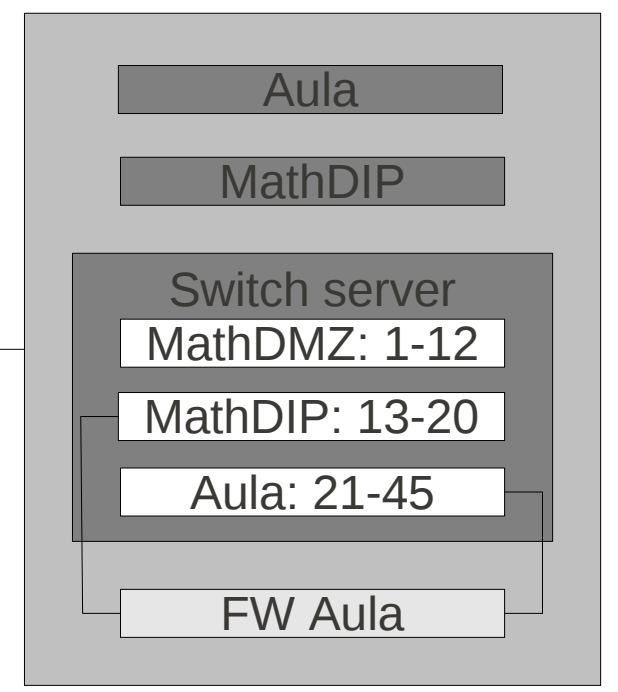 Aula
MathDIP
Switch server
MathDMZ: 1-12
MathDIP: 13-20
Aula: 21-45
FW Aula